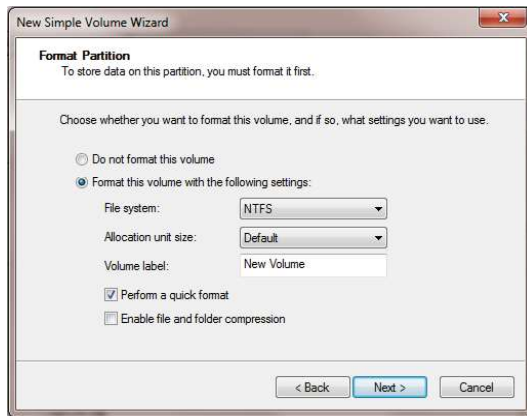 New Simple Volume Wizard
Format Partition
To store data on this partition, you must format it first.
Choose whether you want to format this volume, and if so, what settings you want to use.
Do not format this volume
Format this volume with the following settings:
File system: NTFS
Allocation unit size: Default
Volume label: New Volume
Perform a quick format
Enable file and folder compression
< Back Next > Cancel